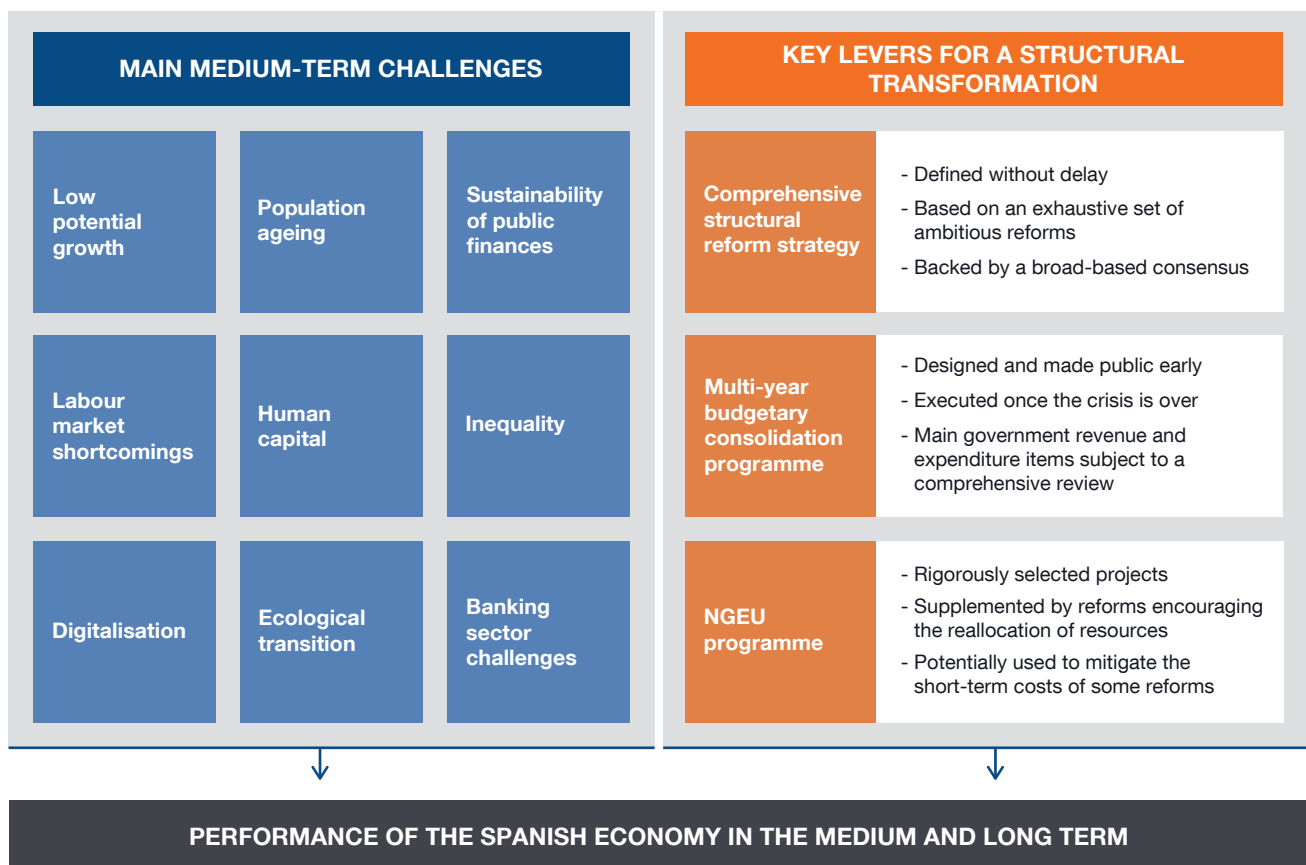 MAIN MEDIUM-TERM CHALLENGES
Low
potential
growth
Population
ageing
Sustainability
of public
finances
Labour
market
shortcomings
Human
capital
Inequality
Digitalisation
Ecological
transition
Banking
sector
challenges
KEY LEVERS FOR A STRUCTURAL
TRANSFORMATION
Comprehensive
structural
reform strategy
- Defined without delay
- Based on an exhaustive set of
ambitious reforms
- Backed by a broad-based consensus
Multi-year
budgetary
consolidation
programme
- Designed and made public early
- Executed once the crisis is over
- Main government revenue and
expenditure items subject to a
comprehensive review
NGEU
programme
- Rigorously selected projects
- Supplemented by reforms encouraging
the reallocation of resources
- Potentially used to mitigate the
short-term costs of some reforms
PERFORMANCE OF THE SPANISH ECONOMY IN THE MEDIUM AND LONG TERM